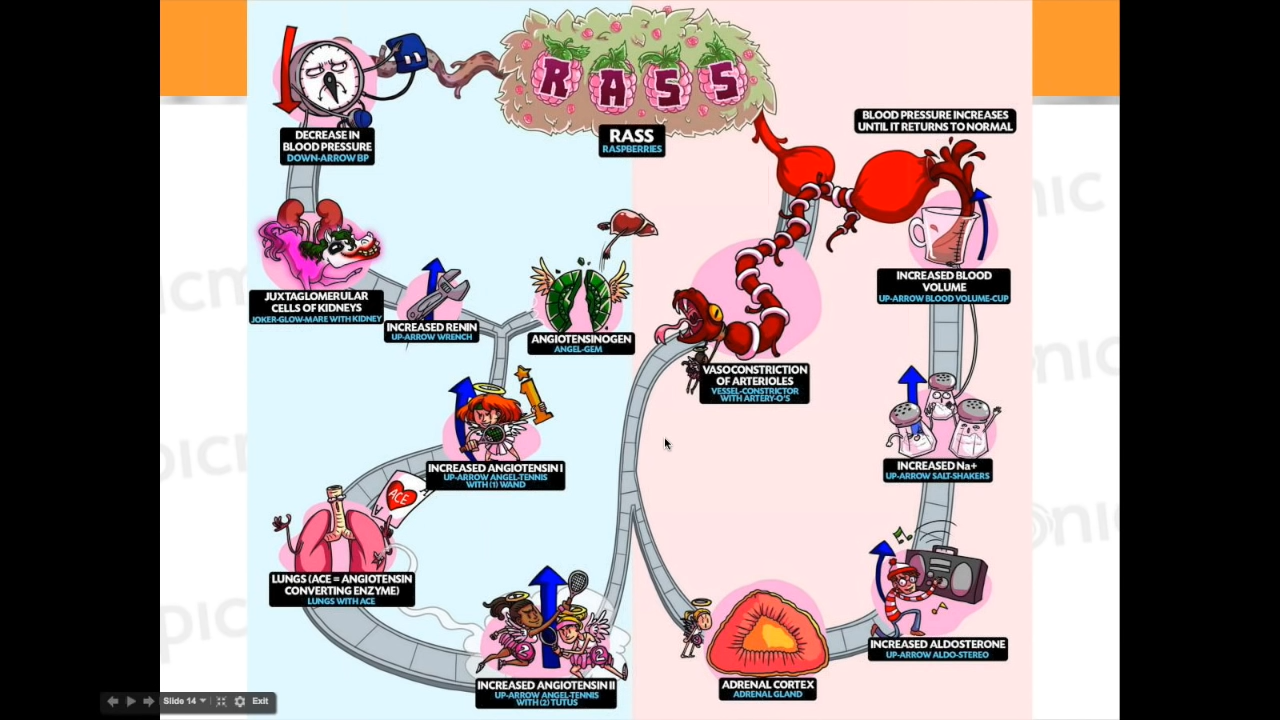 R A S S
DECREASE IN
BLOOD PRESSURE
DOWN-ARROW BP
RASS
RASPBERRIES
BLOOD PRESSURE INCREASES
UNTIL IT RETURNS TO NORMAL
JUXTAGLOMERULAR
CELLS OF KIDNEYS
JOKER-GLOW-MARE WITH KIDNEY
INCREASED RENIN
UP-ARROW WRENCH
ANGIOTENSINOGEN
ANGEL-GEM
VASOCONSTRICTION
OF ARTERIOLES
VESSEL-CONSTRICTOR
WITH ARTERY-O'S
INCREASED BLOOD
VOLUME
UP-ARROW BLOOD VOLUME-CUP
INCREASED ANGIOTENSIN I
UP-ARROW ANGEL-TENNIS
WITH (1) WAND
INCREASED Na+
UP-ARROW SALT-SHAKERS
ACE
A
LUNGS (ACE = ANGIOTENSIN
CONVERTING ENZYME)
LUNGS WITH ACE
2
2
INCREASED ANGIOTENSIN II
UP-ARROW ANGEL-TENNIS
WITH (2) TUTUS
ADRENAL CORTEX
ADRENAL GLAND
INCREASED ALDOSTERONE
UP-ARROW ALDO-STEREO
Slide 14
Exit